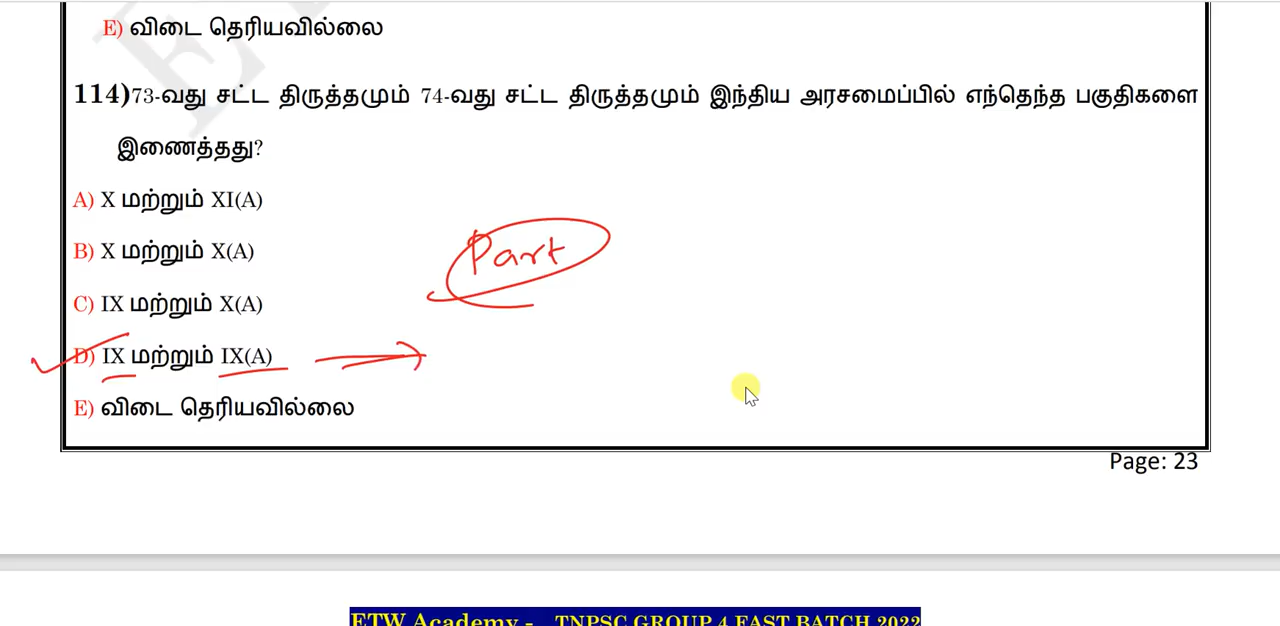 E) விடை தெரியவில்லை
114)73-வது சட்ட திருத்தமும் 74-வது சட்ட திருத்தமும் இந்திய அரசமைப்பில் எந்தெந்த பகுதிகளை
இணைத்தது?
A) X மற்றும் XI(A)
B) X மற்றும் X(A)
Part
C) IX மற்றும் X(A)
D) IX மற்றும் IX(A)
E) விடை தெரியவில்லை
Page: 23
ETW Academy - TNPSC GROUP 4 FAST BATCH 2022